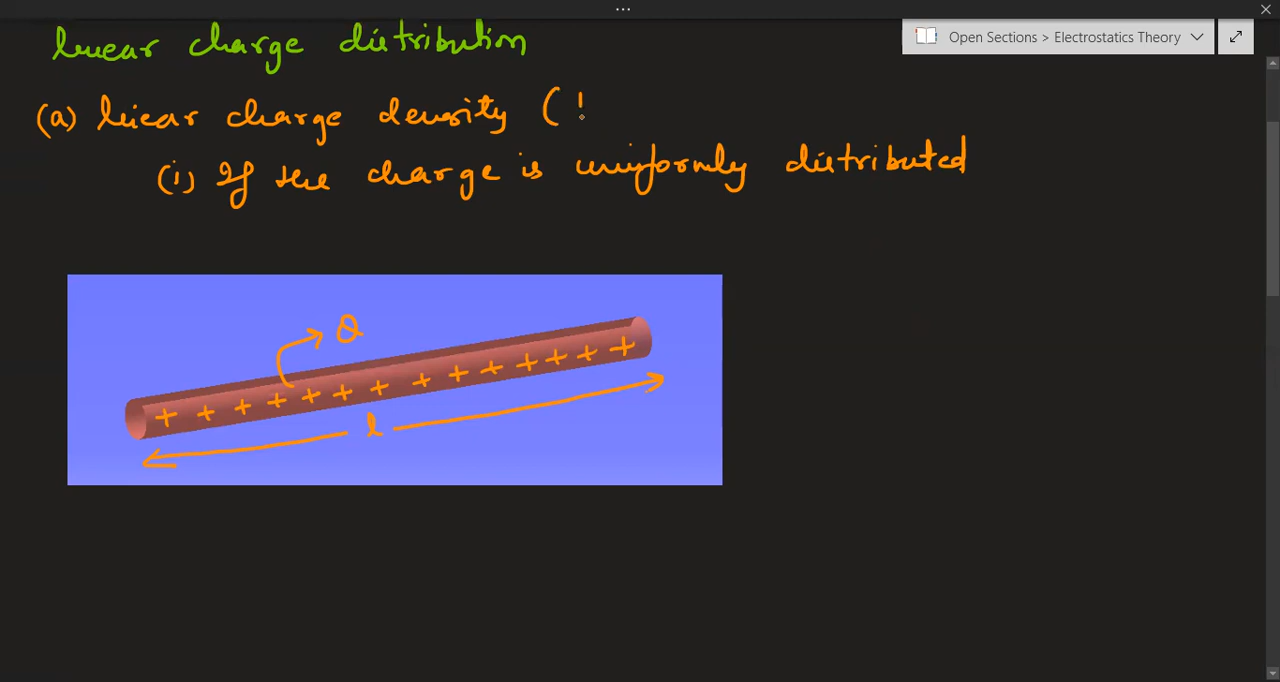 linear charge distribution
Open Sections > Electrostatics Theory
(a) linear charge density (
(i) If the charge is uniformly distributed
Q
+ + + + + + + + + + + + + +
l